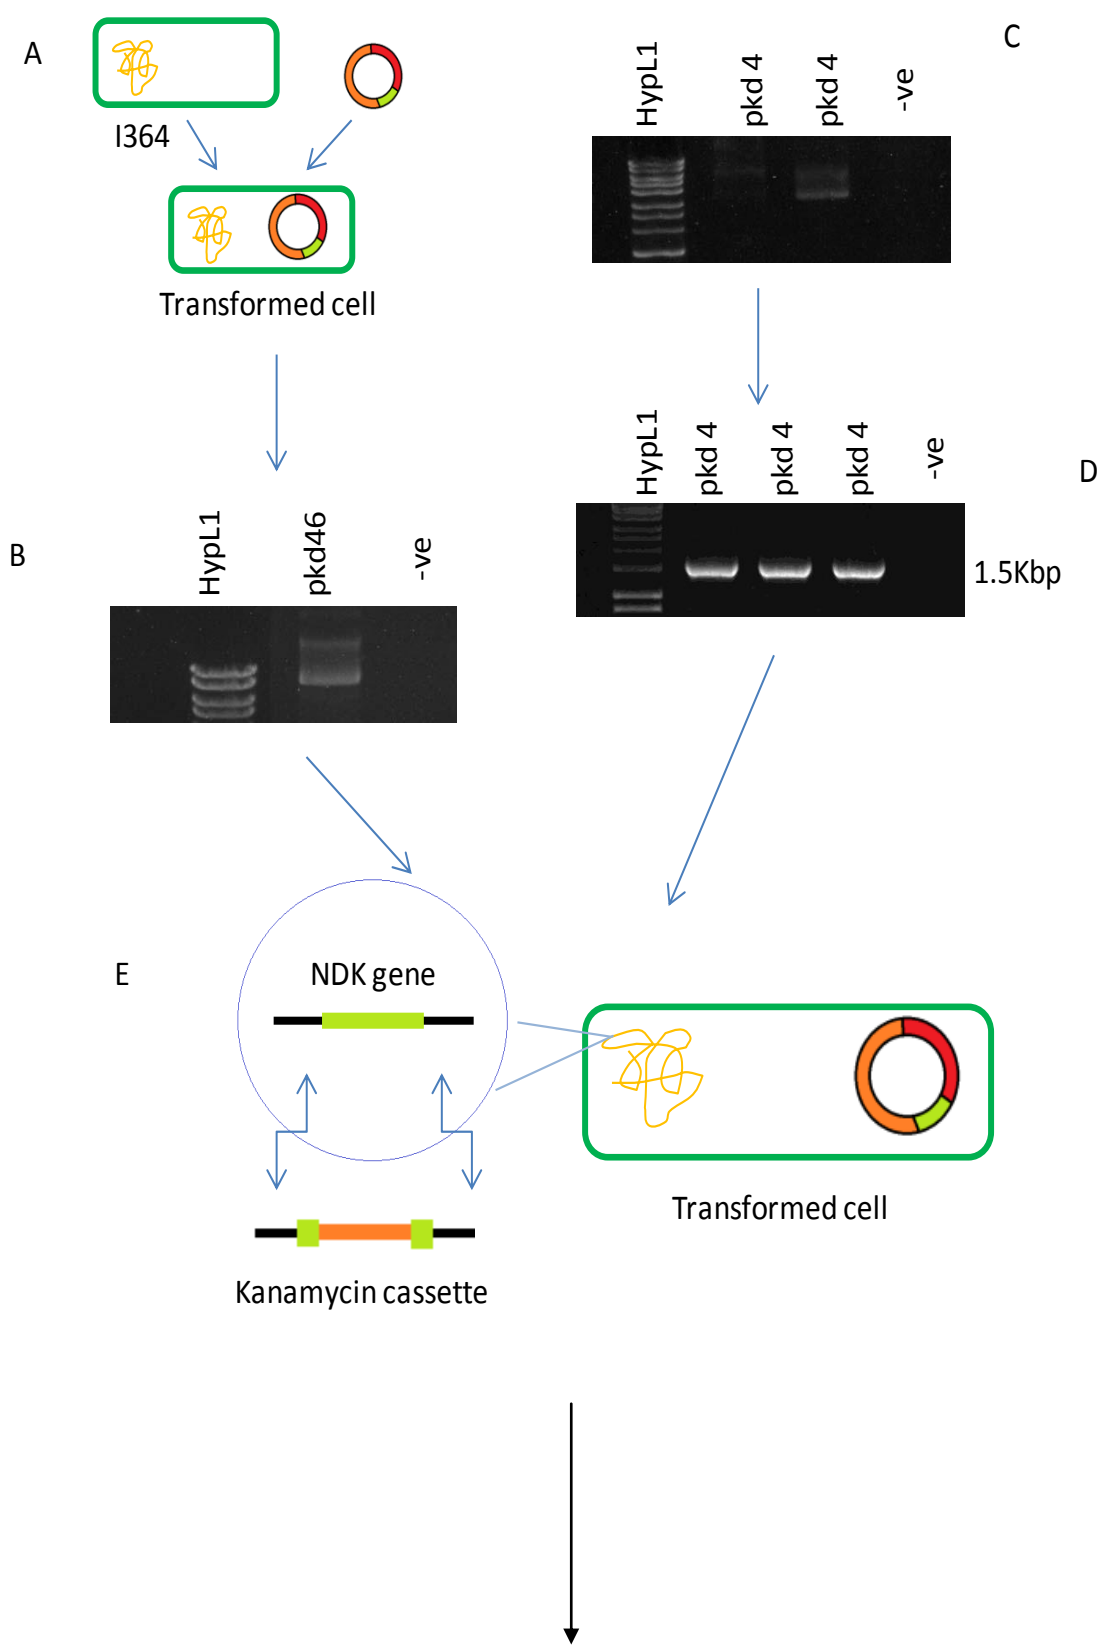 A
I364
Transformed cell
B
HypL1
pkd46
-ve
C
HypL1
pkd 4
pkd 4
-ve
HypL1
pkd 4
pkd 4
pkd 4
-ve
D
1.5Kbp
E
NDK gene
Kanamycin cassette
Transformed cell